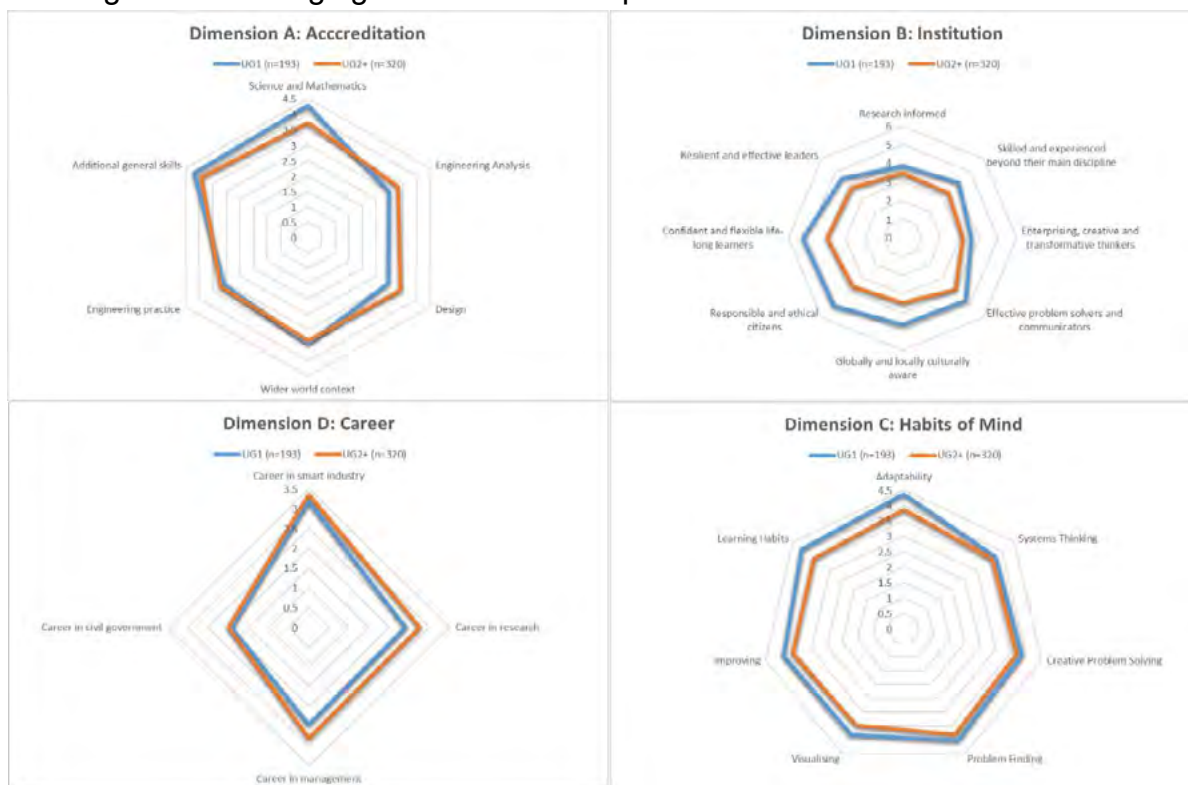 Dimension A: Acccreditation
UG1 (n=193) UG2+ (n=320)
Science and Mathematics
4.5
4
3.5
3
2.5
2
1.5
1
0.5
0
Additional general skills
Engineering Analysis
Engineering practice
Design
Wider world context
Dimension B: Institution
UG1 (n=193) UG2+ (n=320)
Research informed
6
5
4
3
2
1
0
Resilient and effective leaders
Skilled and experienced
beyond their main discipline
Confident and flexible life-
long learners
Enterprising, creative and
transformative thinkers
Responsible and ethical
citizens
Effective problem solvers and
communicators
Globally and locally culturally
aware
Dimension D: Career
UG1 (n=193) UG2+ (n=320)
Career in smart industry
3.5
3
2.5
2
1.5
1
0.5
0
Career in civil government
Career in research
Career in management
Dimension C: Habits of Mind
UG1 (n=193) UG2+ (n=320)
Adaptability
4.5
4
3.5
3
2.5
2
1.5
1
0.5
0
Learning Habits
Systems Thinking
Improving
Creative Problem Solving
Visualising
Problem Finding